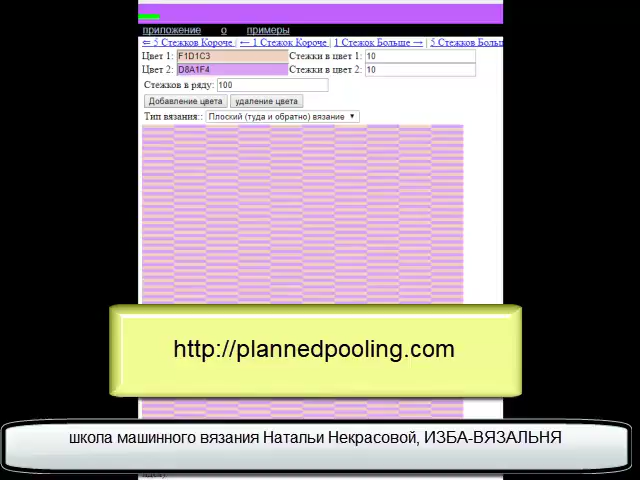 приложение о примеры
⇐ 5 Стежков Короче | ← 1 Стежок Короче | 1 Стежок Больше → | 5 Стежков Больш
Цвет 1: F1D1C3 Стежки в цвет 1: 10
Цвет 2: D8A1F4 Стежки в цвет 2: 10
Стежков в ряду: 100
Добавление цвета удаление цвета
Тип вязания:: Плоский (туда и обратно) вязание
http://plannedpooling.com
школа машинного вязания Натальи Некрасовой, ИЗБА-ВЯЗАЛЬНЯ